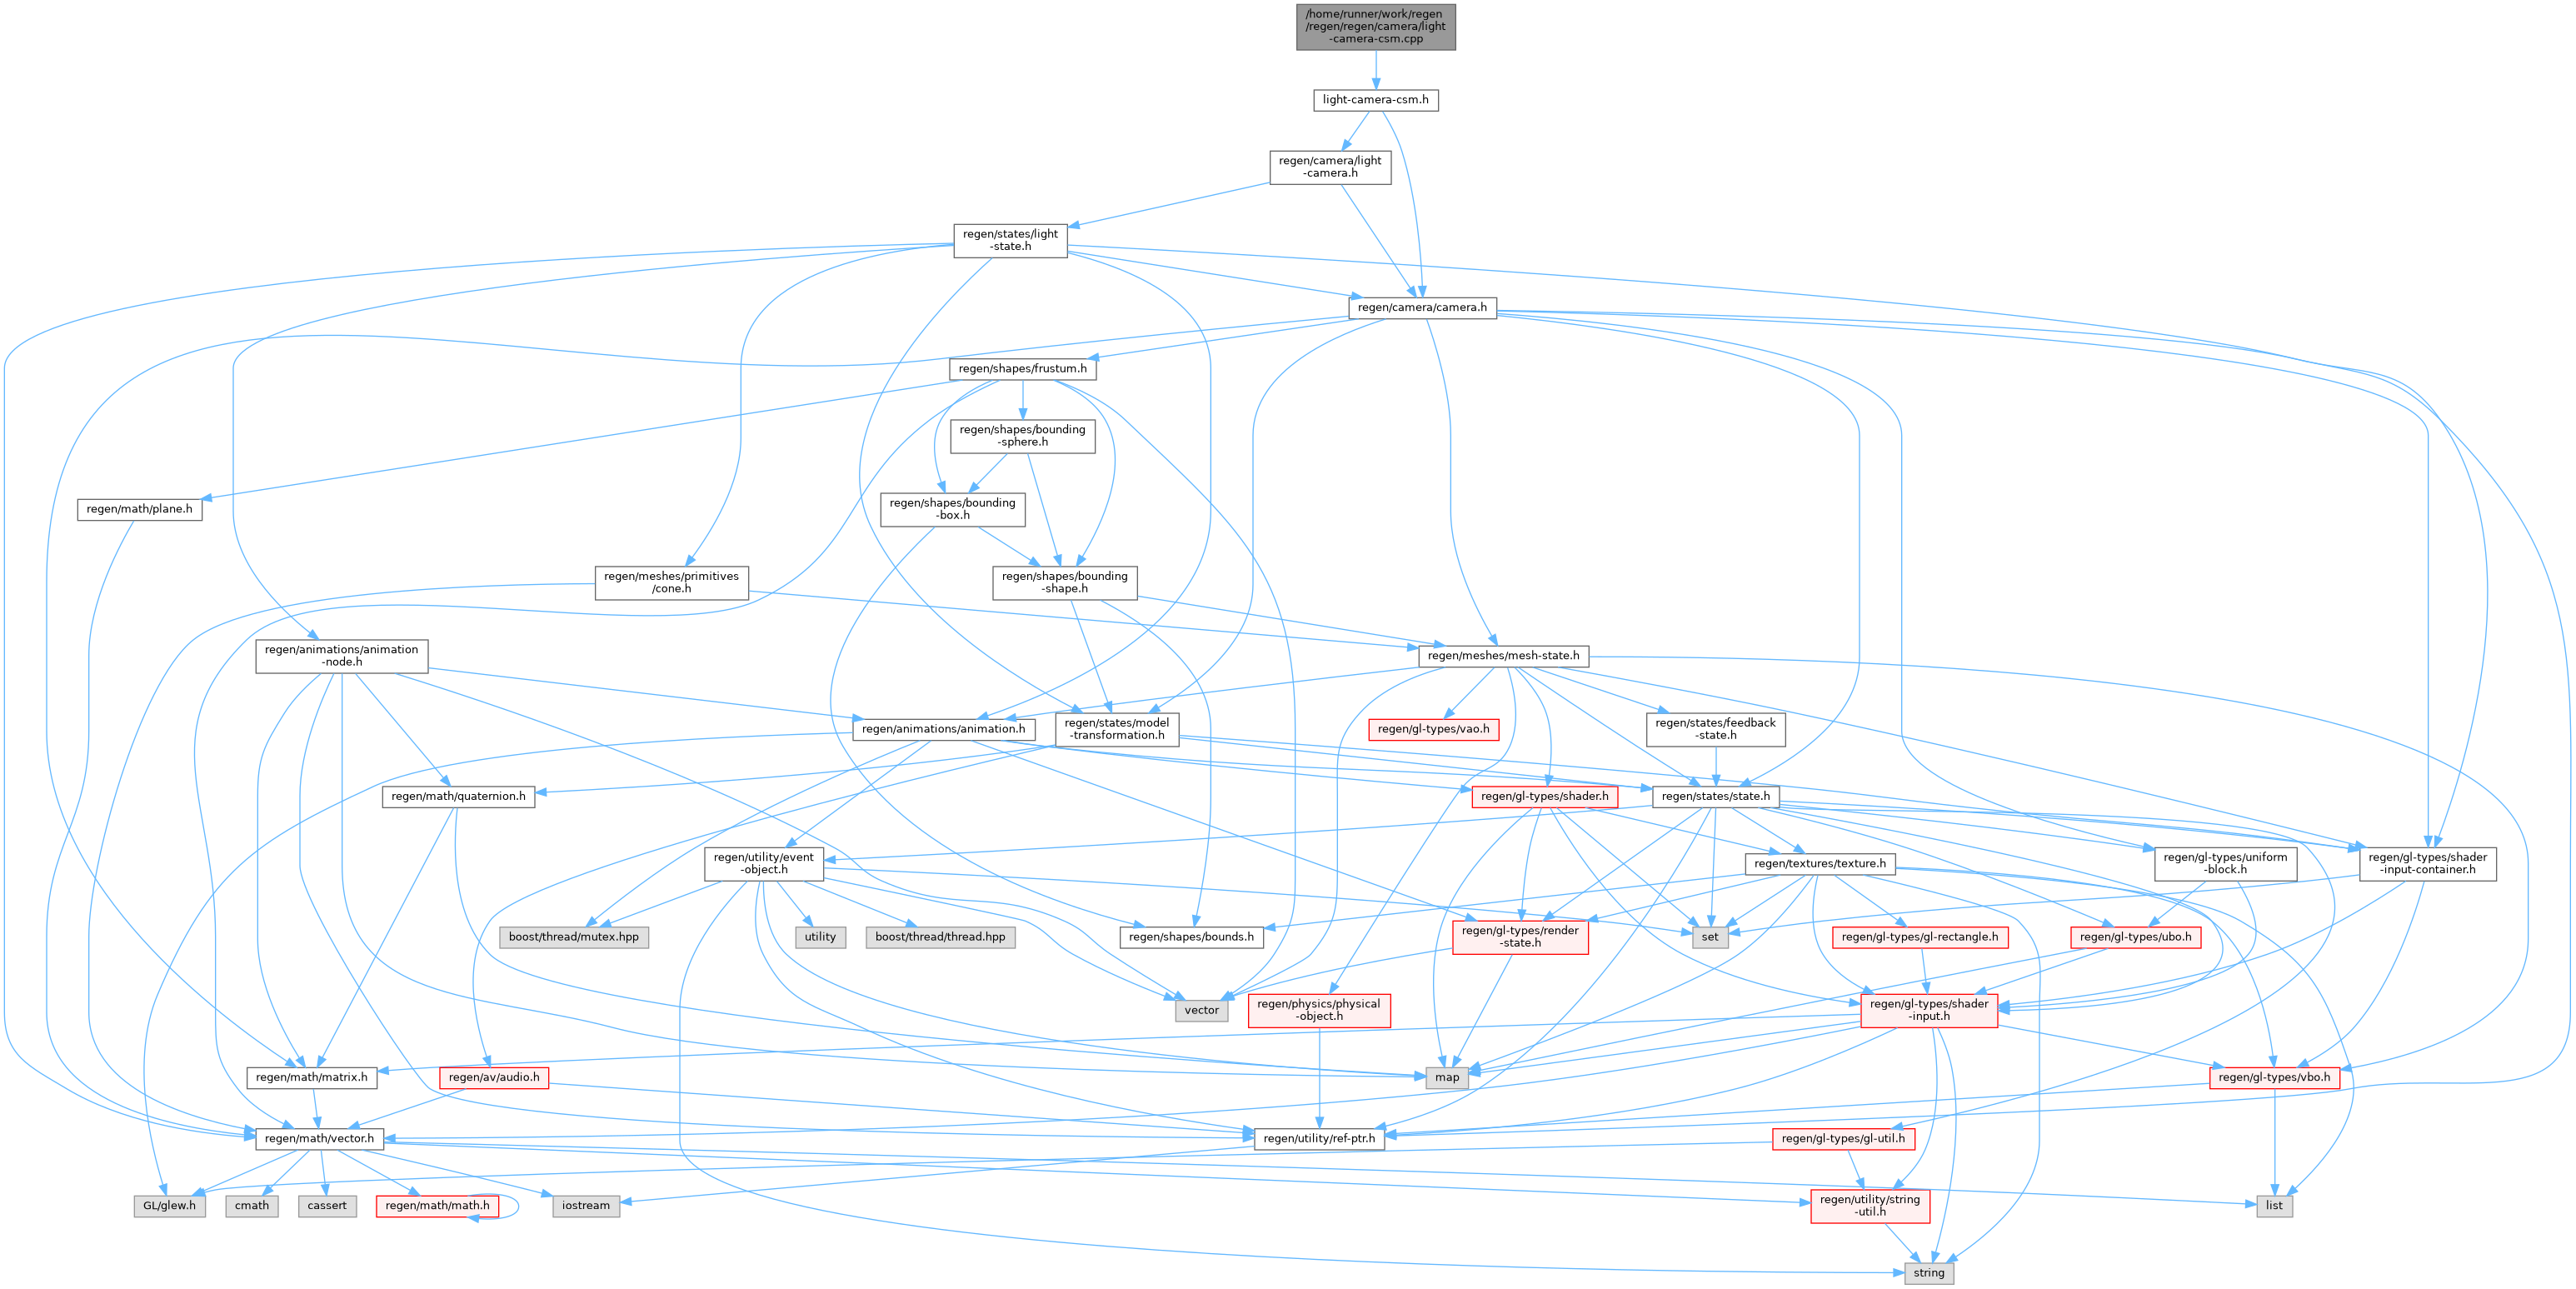 /home/runner/work/regen
/regen/regen/camera/light
-camera-csm.cpp
light-camera-csm.h
regen/camera/light
-camera.h
regen/states/light
-state.h
regen/camera/camera.h
regen/shapes/frustum.h
regen/shapes/bounding
-sphere.h
regen/math/plane.h
regen/shapes/bounding
-box.h
regen/meshes/primitives
/cone.h
regen/shapes/bounding
-shape.h
regen/animations/animation
-node.h
regen/meshes/mesh-state.h
regen/animations/animation.h
regen/states/model
-transformation.h
regen/gl-types/vao.h
regen/states/feedback
-state.h
regen/math/quaternion.h
regen/gl-types/shader.h
regen/states/state.h
regen/utility/event
-object.h
regen/textures/texture.h
regen/gl-types/uniform
-block.h
regen/gl-types/shader
-input-container.h
boost/thread/mutex.hpp
utility
boost/thread/thread.hpp
regen/shapes/bounds.h
regen/gl-types/render
-state.h
set
regen/gl-types/gl-rectangle.h
regen/gl-types/ubo.h
vector
regen/physics/physical
-object.h
regen/gl-types/shader
-input.h
regen/math/matrix.h
regen/av/audio.h
map
regen/gl-types/vbo.h
regen/math/vector.h
regen/utility/ref-ptr.h
regen/gl-types/gl-util.h
GL/glew.h
cmath
cassert
regen/math/math.h
iostream
regen/utility/string
-util.h
list
string